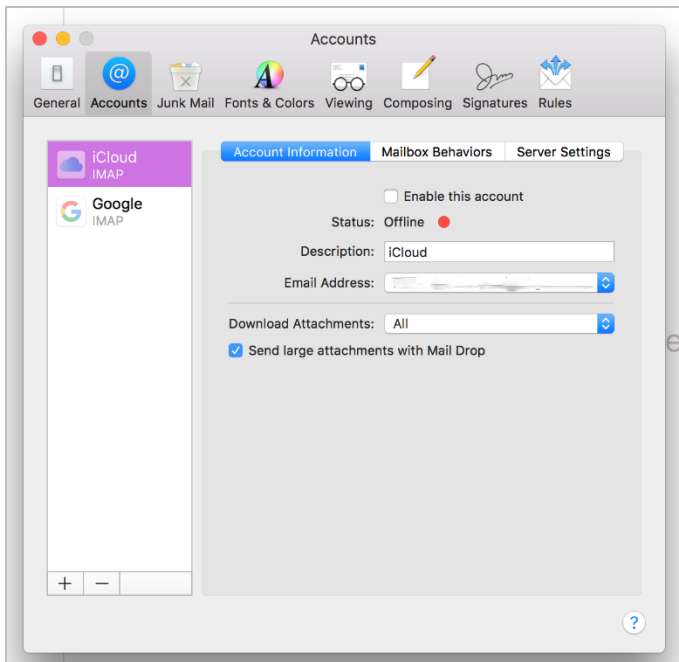 Accounts
General Accounts Junk Mail Fonts & Colors Viewing Composing Signatures Rules
iCloud
IMAP
Google
IMAP
Account Information Mailbox Behaviors Server Settings
Enable this account
Status: Offline
Description: iCloud
Email Address:
Download Attachments: All
Send large attachments with Mail Drop
e
+ −
?